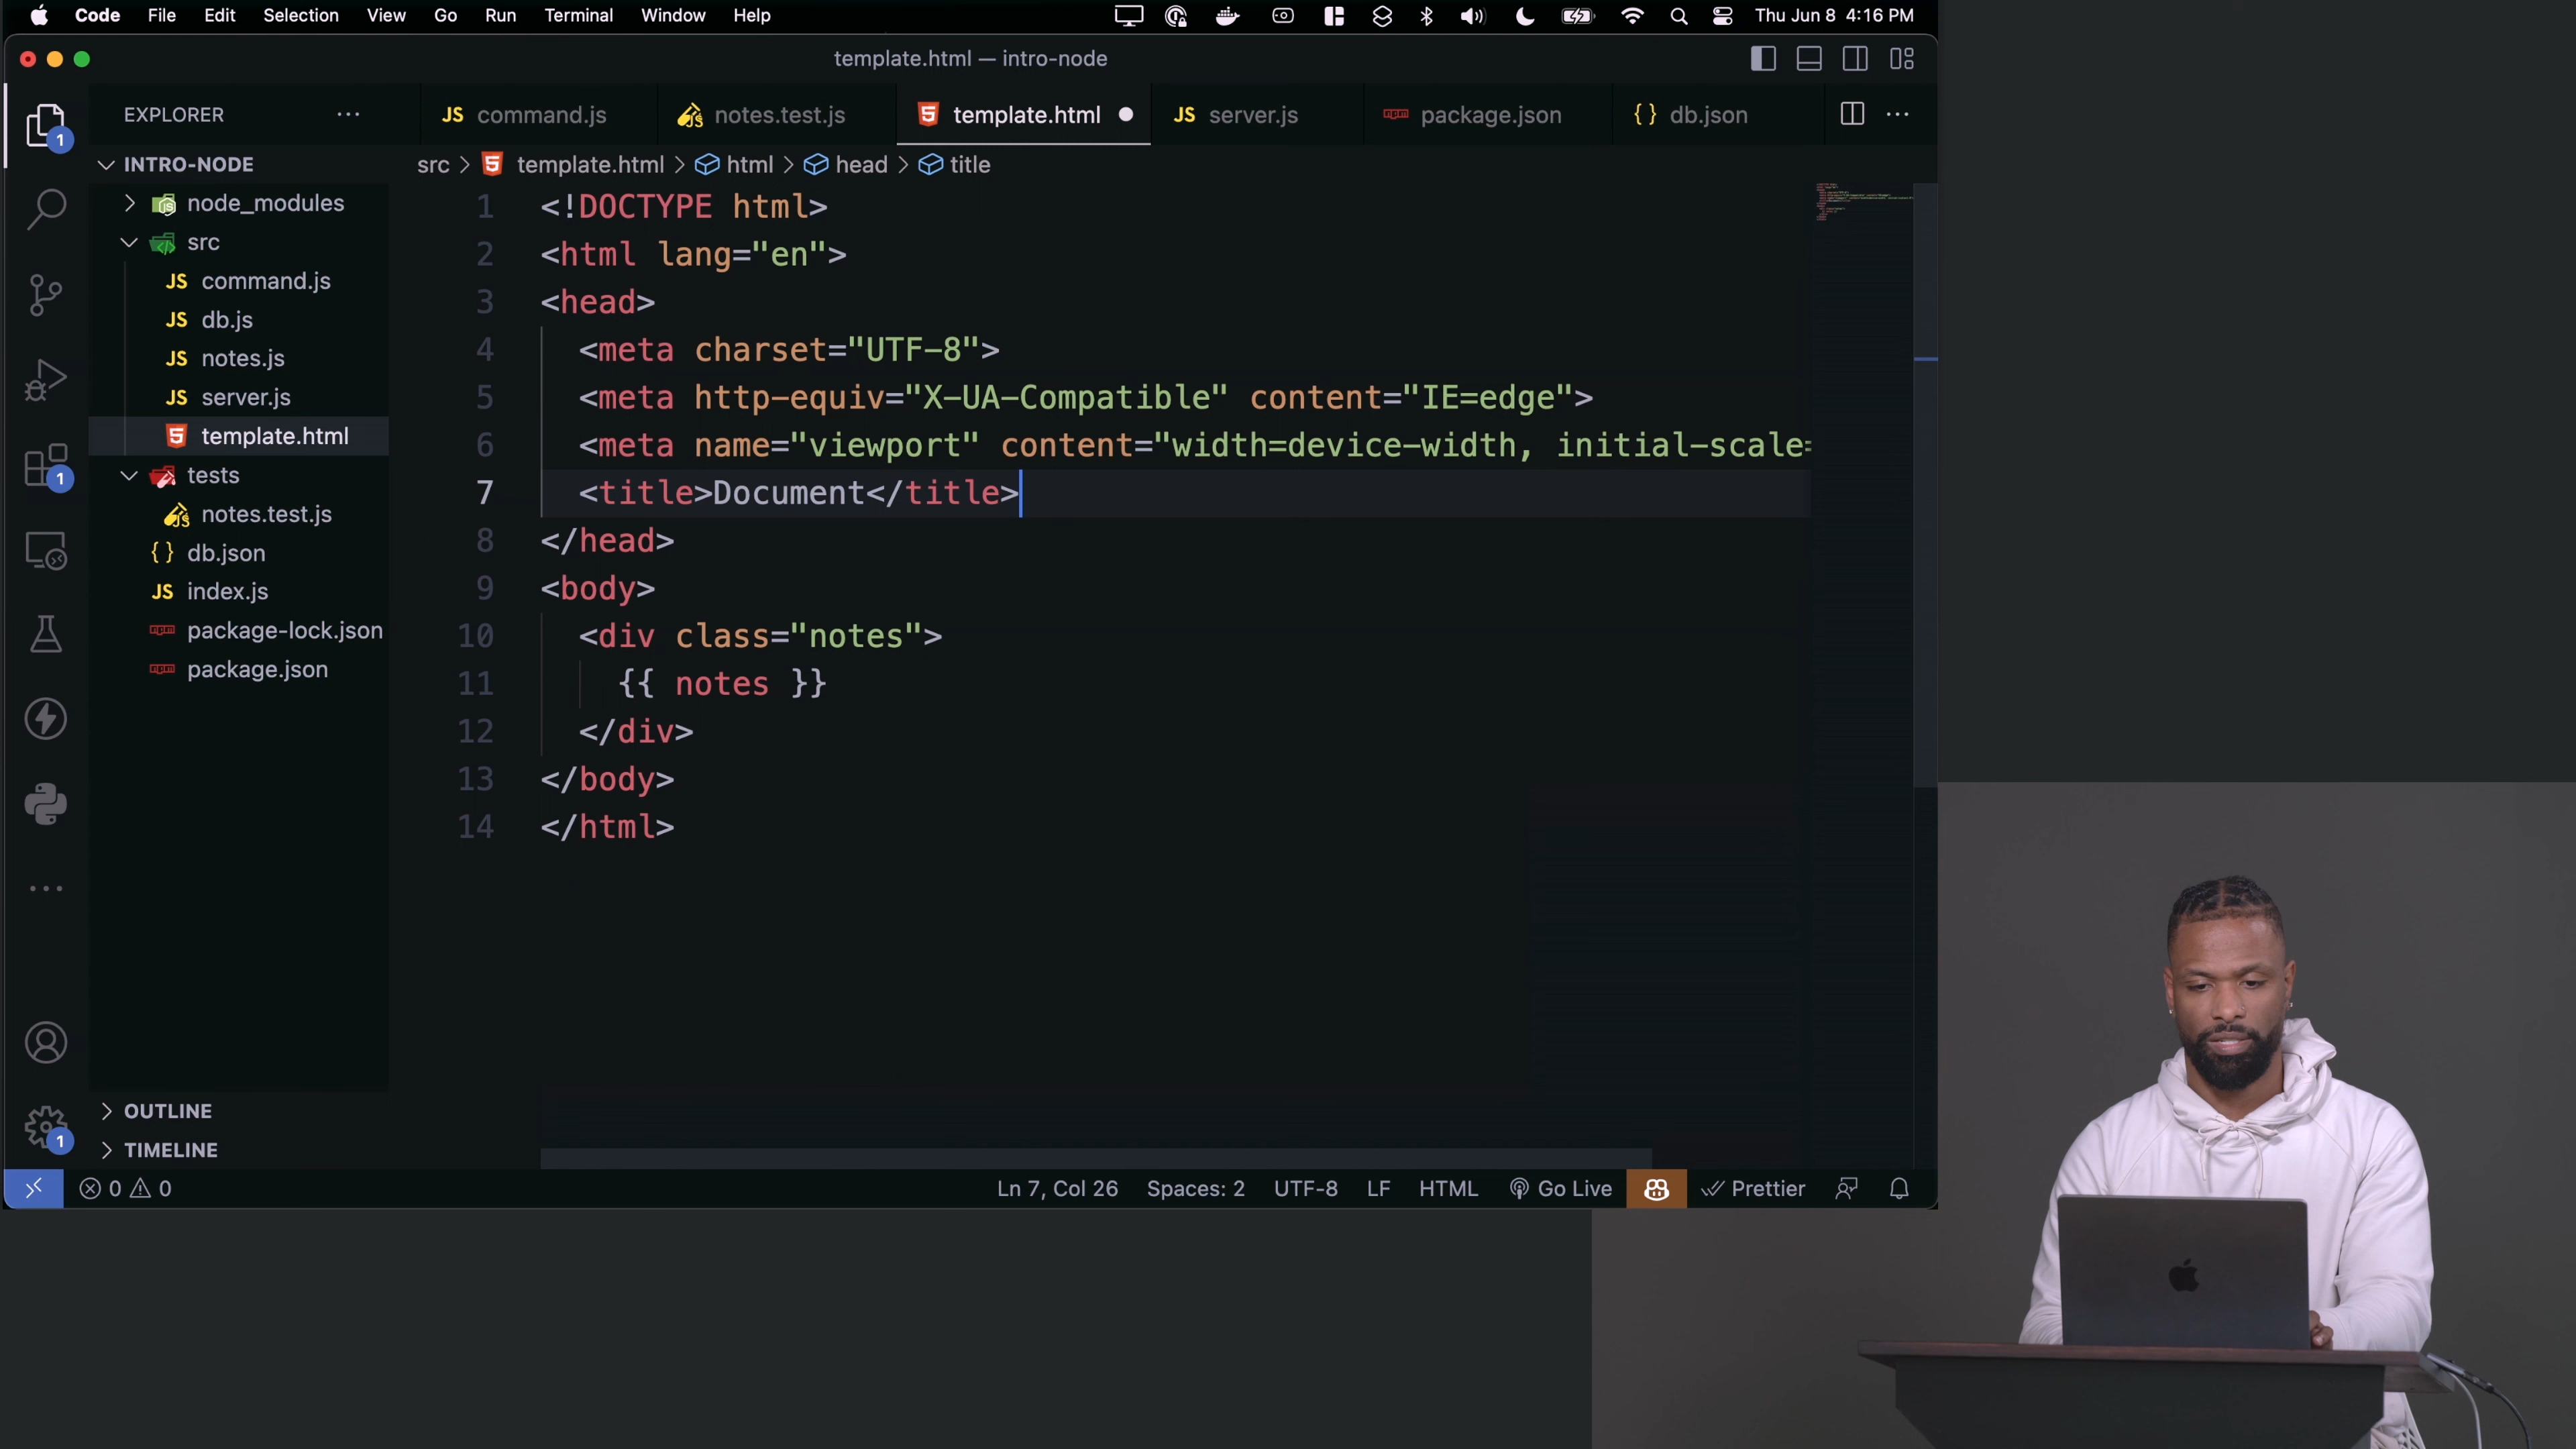 Code File Edit Selection View Go Run Terminal Window Help Thu Jun 8 4:16 PM
template.html — intro-node
EXPLORER
JS command.js notes.test.js template.html JS server.js package.json {} db.json
INTRO-NODE
src > template.html > html > head > title
node_modules
src
JS command.js
JS db.js
JS notes.js
JS server.js
template.html
tests
notes.test.js
{} db.json
JS index.js
package-lock.json
package.json
1 <!DOCTYPE html>
2 <html lang="en">
3 <head>
4 <meta charset="UTF-8">
5 <meta http-equiv="X-UA-Compatible" content="IE=edge">
6 <meta name="viewport" content="width=device-width, initial-scale=
7 <title>Document</title>
8 </head>
9 <body>
10 <div class="notes">
11 {{ notes }}
12 </div>
13 </body>
14 </html>
1
1
1
OUTLINE
TIMELINE
0 0 Ln 7, Col 26 Spaces: 2 UTF-8 LF HTML Go Live Prettier